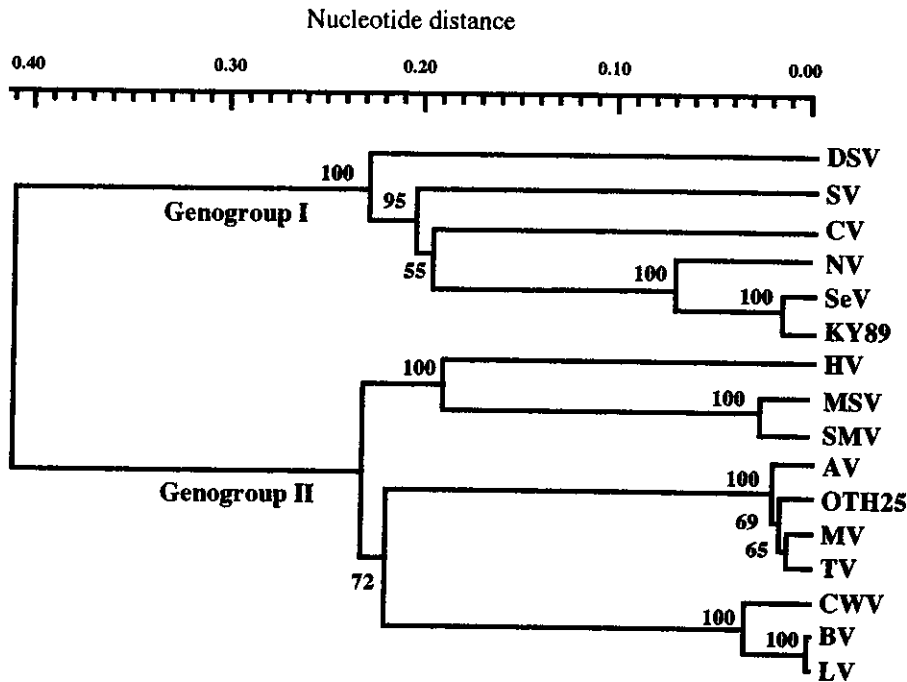 Nucleotide distance
0.40 0.30 0.20 0.10 0.00
DSV
100
SV
95
Genogroup I
CV
55
NV
100
SeV
100
KY89
HV
100
MSV
100
SMV
AV
100
Genogroup II
OTH25
69
MV
65
TV
72
CWV
100
BV
100
LV